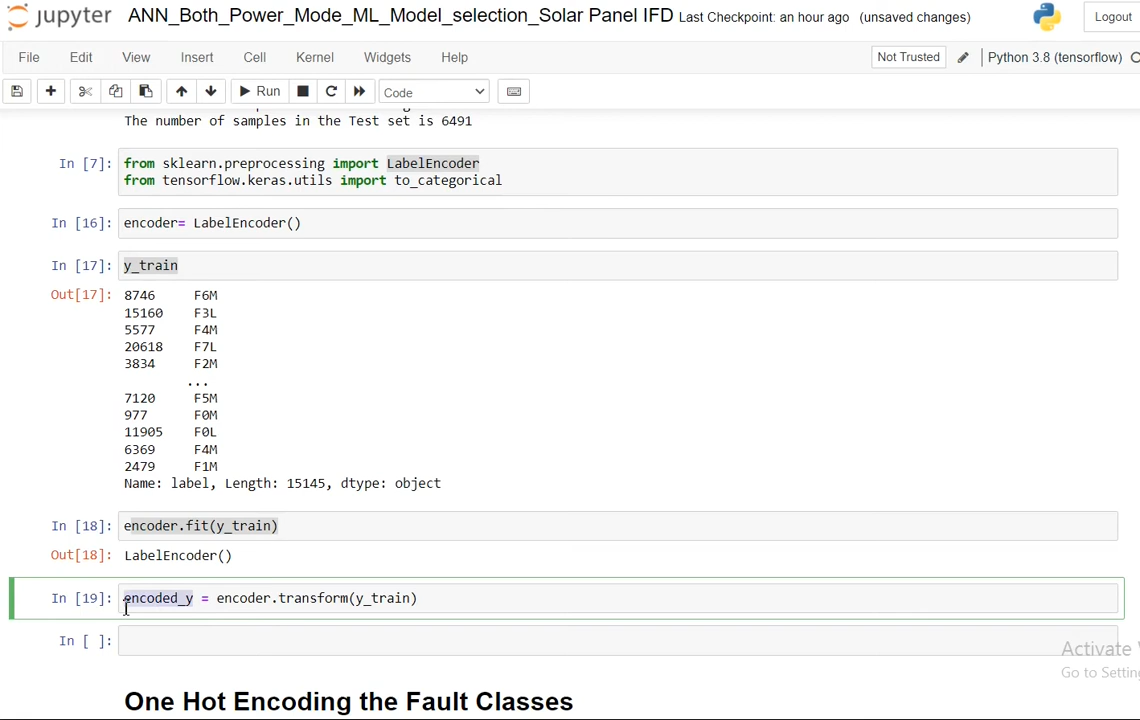 jupyter ANN_Both_Power_Mode_ML_Model_selection_Solar Panel IFD Last Checkpoint: an hour ago (unsaved changes) Logout
File Edit View Insert Cell Kernel Widgets Help Not Trusted Python 3.8 (tensorflow)
Run Code
The number of samples in the Test set is 6491
In [7]: from sklearn.preprocessing import LabelEncoder
from tensorflow.keras.utils import to_categorical
In [16]: encoder= LabelEncoder()
In [17]: y_train
Out[17]: 8746 F6M
15160 F3L
5577 F4M
20618 F7L
3834 F2M
...
7120 F5M
977 F0M
11905 F0L
6369 F4M
2479 F1M
Name: label, Length: 15145, dtype: object
In [18]: encoder.fit(y_train)
Out[18]: LabelEncoder()
In [19]: encoded_y = encoder.transform(y_train)
In [ ]:
Activate
Go to Setting
One Hot Encoding the Fault Classes